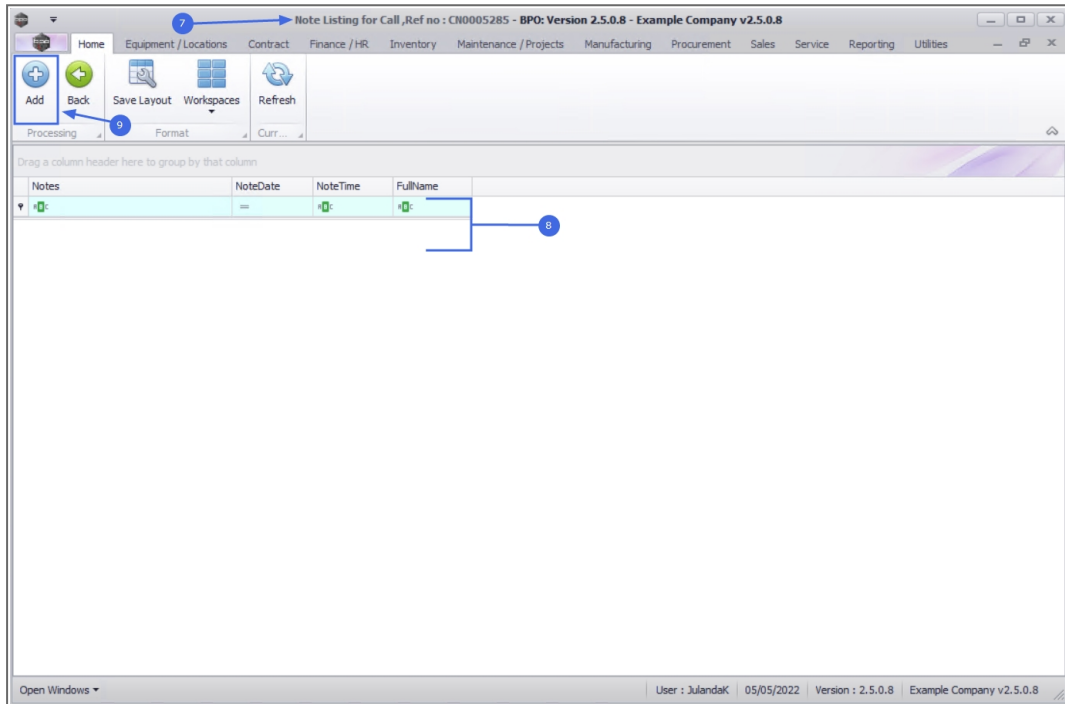 7
Note Listing for Call ,Ref no : CN0005285 - BPO: Version 2.5.0.8 - Example Company v2.5.0.8
Home Equipment / Locations Contract Finance / HR Inventory Maintenance / Projects Manufacturing Procurement Sales Service Reporting Utilities
Add Back Save Layout Workspaces Refresh
9
Processing Format Curr...
Drag a column header here to group by that column
Notes NoteDate NoteTime FullName
=
8
Open Windows User : JulandaK 05/05/2022 Version : 2.5.0.8 Example Company v2.5.0.8